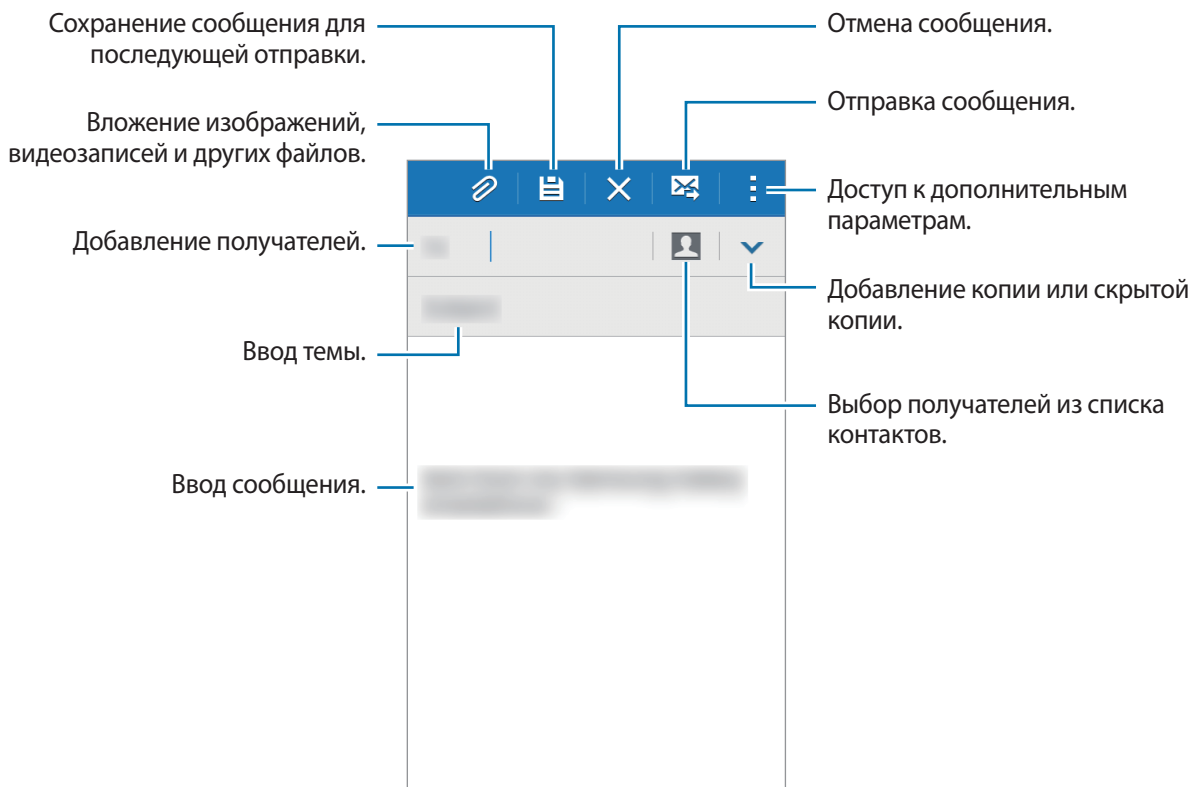 Сохранение сообщения для
последующей отправки.
Вложение изображений,
видеозаписей и других файлов.
Добавление получателей.
Ввод темы.
Ввод сообщения.
Отмена сообщения.
Отправка сообщения.
Доступ к дополнительным
параметрам.
Добавление копии или скрытой
копии.
Выбор получателей из списка
контактов.